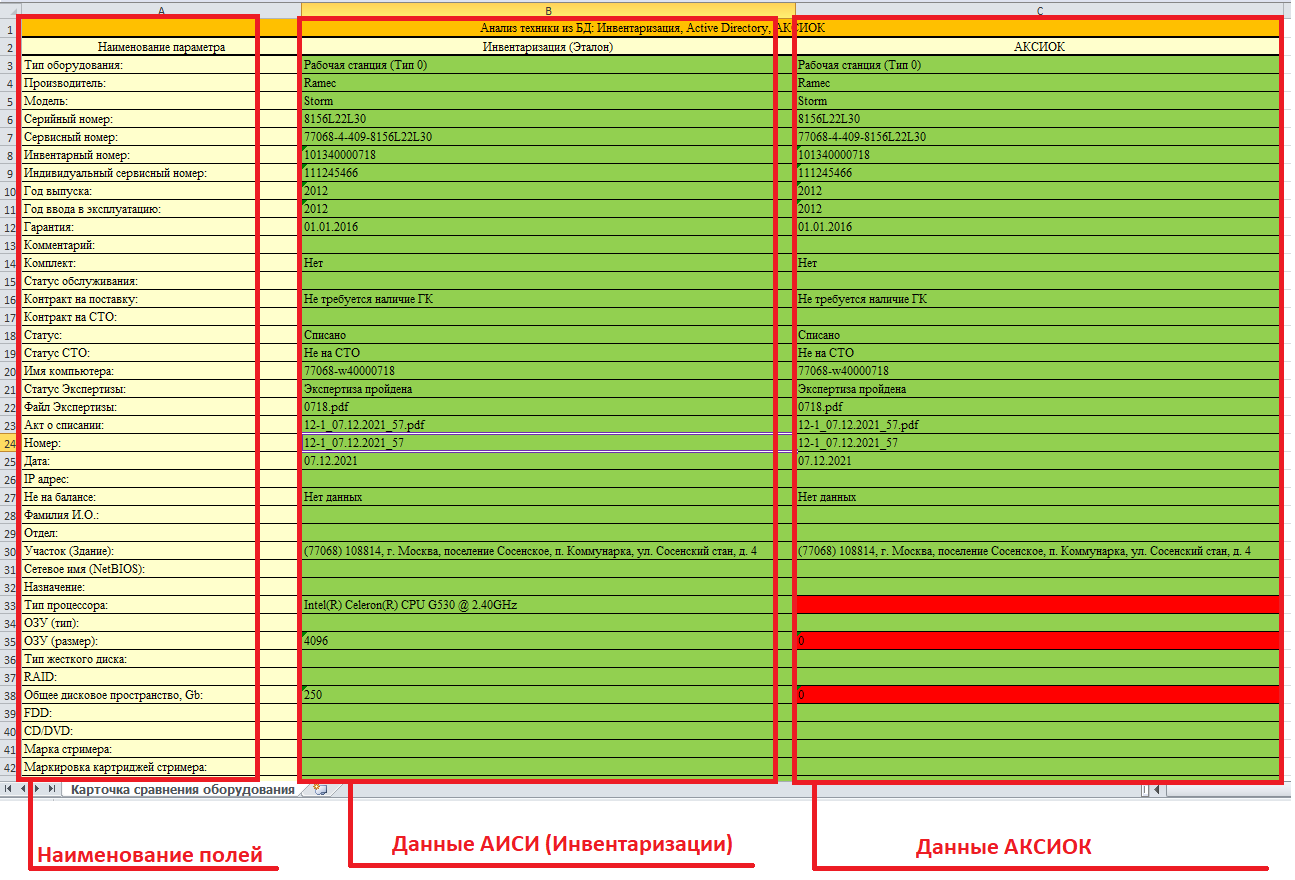 A B C
1 Анализ техники из БД: Инвентаризация, Active Directory, АКСИОК
2 Наименование параметра Инвентаризация (Эталон) АКСИОК
3 Тип оборудования: Рабочая станция (Тип 0) Рабочая станция (Тип 0)
4 Производитель: Ramec Ramec
5 Модель: Storm Storm
6 Серийный номер: 8156L22L30 8156L22L30
7 Сервисный номер: 77068-4-409-8156L22L30 77068-4-409-8156L22L30
8 Инвентарный номер: 101340000718 101340000718
9 Индивидуальный сервисный номер: 111245466 111245466
10 Год выпуска: 2012 2012
11 Год ввода в эксплуатацию: 2012 2012
12 Гарантия: 01.01.2016 01.01.2016
13 Комментарий:
14 Комплект: Нет Нет
15 Статус обслуживания:
16 Контракт на поставку: Не требуется наличие ГК Не требуется наличие ГК
17 Контракт на СТО:
18 Статус: Списано Списано
19 Статус СТО: Не на СТО Не на СТО
20 Имя компьютера: 77068-w40000718 77068-w40000718
21 Статус Экспертизы: Экспертиза пройдена Экспертиза пройдена
22 Файл Экспертизы: 0718.pdf 0718.pdf
23 Акт о списании: 12-1_07.12.2021_57.pdf 12-1_07.12.2021_57.pdf
24 Номер: 12-1_07.12.2021_57 12-1_07.12.2021_57
25 Дата: 07.12.2021 07.12.2021
26 IP адрес:
27 Не на балансе: Нет данных Нет данных
28 Фамилия И.О.:
29 Отдел:
30 Участок (Здание): (77068) 108814, г. Москва, поселение Сосенское, п. Коммунарка, ул. Сосенский стан, д. 4 (77068) 108814, г. Москва, поселение Сосенское, п. Коммунарка, ул. Сосенский стан, д. 4
31 Сетевое имя (NetBIOS):
32 Назначение:
33 Тип процессора: Intel(R) Celeron(R) CPU G530 @ 2.40GHz
34 ОЗУ (тип):
35 ОЗУ (размер): 4096 0
36 Тип жесткого диска:
37 RAID:
38 Общее дисковое пространство, Gb: 250 0
39 FDD:
40 CD/DVD:
41 Марка стримера:
42 Маркировка картриджей стримера:
Карточка сравнения оборудования
Наименование полей Данные АИСИ (Инвентаризации) Данные АКСИОК